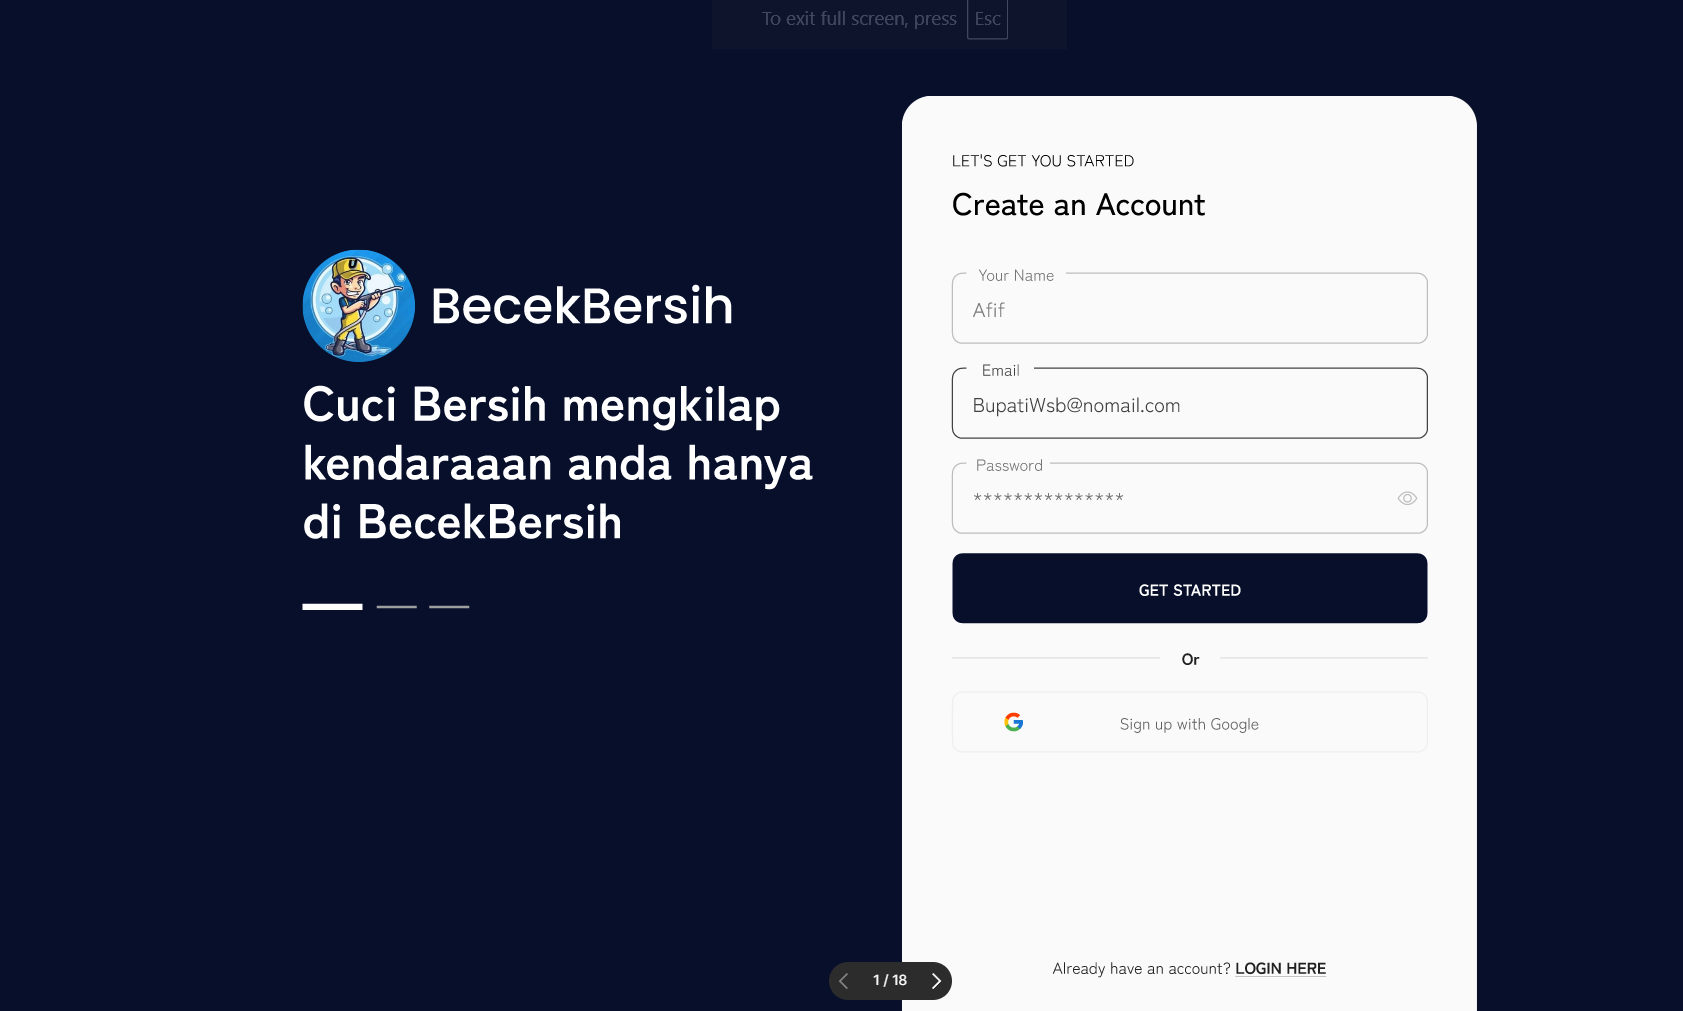 To exit full screen, press Esc
U
BecekBersih
Cuci Bersih mengkilap
kendaraaan anda hanya
di BecekBersih
LET'S GET YOU STARTED
Create an Account
Your Name
Afif
Email
BupatiWsb@nomail.com
Password
***************
GET STARTED
Or
G
Sign up with Google
Already have an account? LOGIN HERE
1 / 18